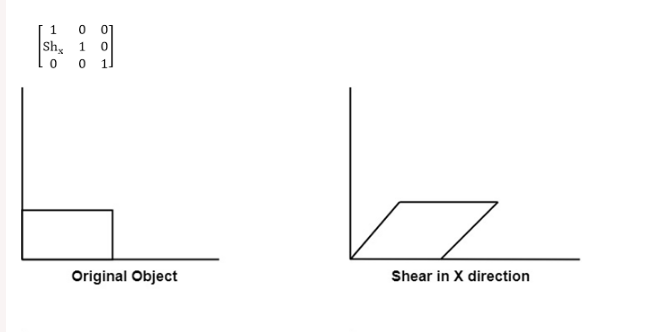 1 0 0
Shₓ 1 0
0 0 1
Original Object
Shear in X direction